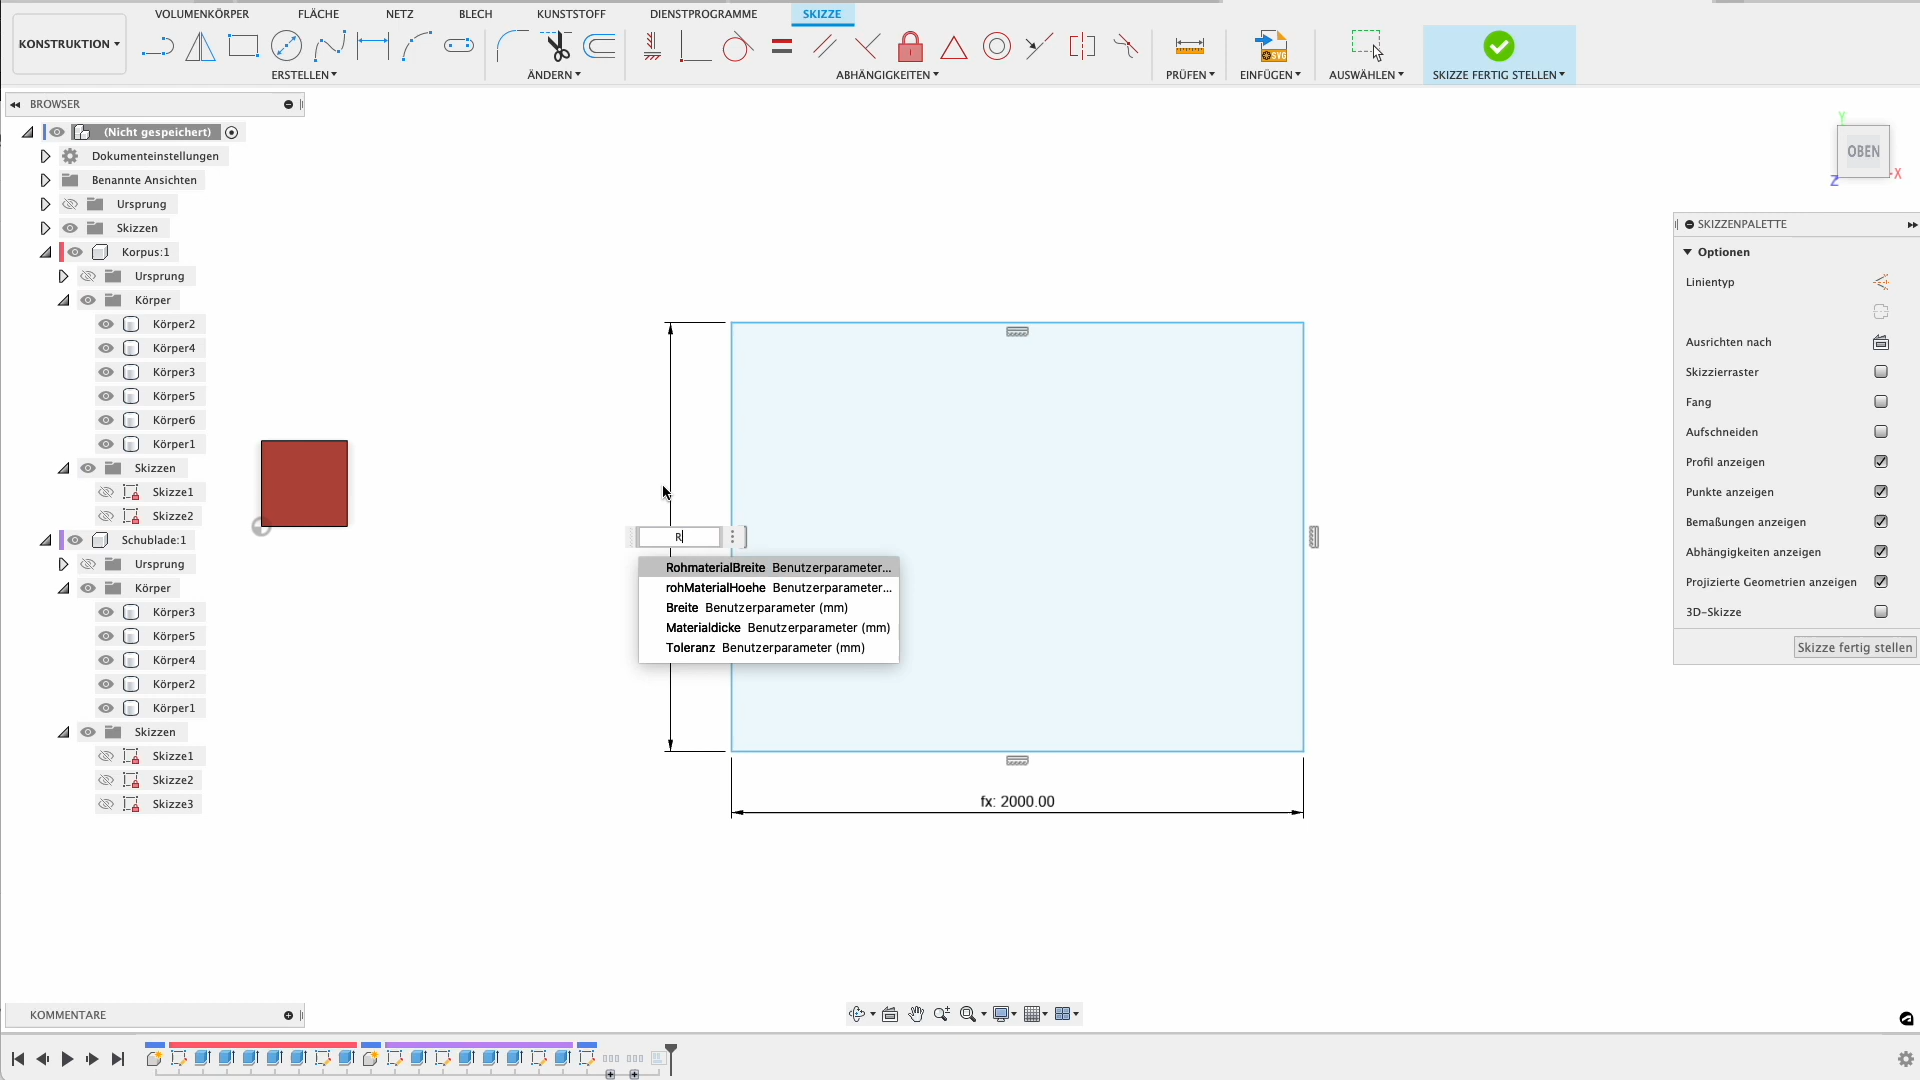 VOLUMENKÖRPER FLÄCHE NETZ BLECH KUNSTSTOFF DIENSTPROGRAMME SKIZZE
KONSTRUKTION
ERSTELLEN ÄNDERN ABHÄNGIGKEITEN PRÜFEN EINFÜGEN AUSWÄHLEN SKIZZE FERTIG STELLEN
SVG
BROWSER
(Nicht gespeichert)
Dokumenteinstellungen
Benannte Ansichten
Ursprung
Skizzen
Korpus:1
Ursprung
Körper
Körper2
Körper4
Körper3
Körper5
Körper6
Körper1
Skizzen
Skizze1
Skizze2
Schublade:1
Ursprung
Körper
Körper3
Körper5
Körper4
Körper2
Körper1
Skizzen
Skizze1
Skizze2
Skizze3
R
RohmaterialBreite Benutzerparameter...
rohMaterialHoehe Benutzerparameter...
Breite Benutzerparameter (mm)
Materialdicke Benutzerparameter (mm)
Toleranz Benutzerparameter (mm)
fx: 2000.00
Y
OBEN
Z
X
SKIZZENPALETTE
Optionen
Linientyp
Ausrichten nach
Skizzierraster
Fang
Aufschneiden
Profil anzeigen
Punkte anzeigen
Bemaßungen anzeigen
Abhängigkeiten anzeigen
Projizierte Geometrien anzeigen
3D-Skizze
Skizze fertig stellen
KOMMENTARE